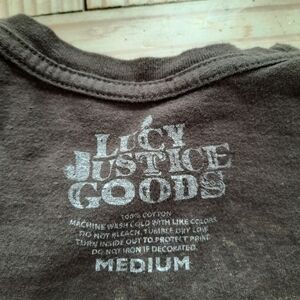 LUCY
JUSTICE
GOODS
100% COTTON
MACHINE WASH COLD WITH LIKE COLORS
DO NOT BLEACH. TUMBLE DRY LOW
TURN INSIDE OUT TO PROTECT PRINT
DO NOT IRON IF DECORATED.
MEDIUM